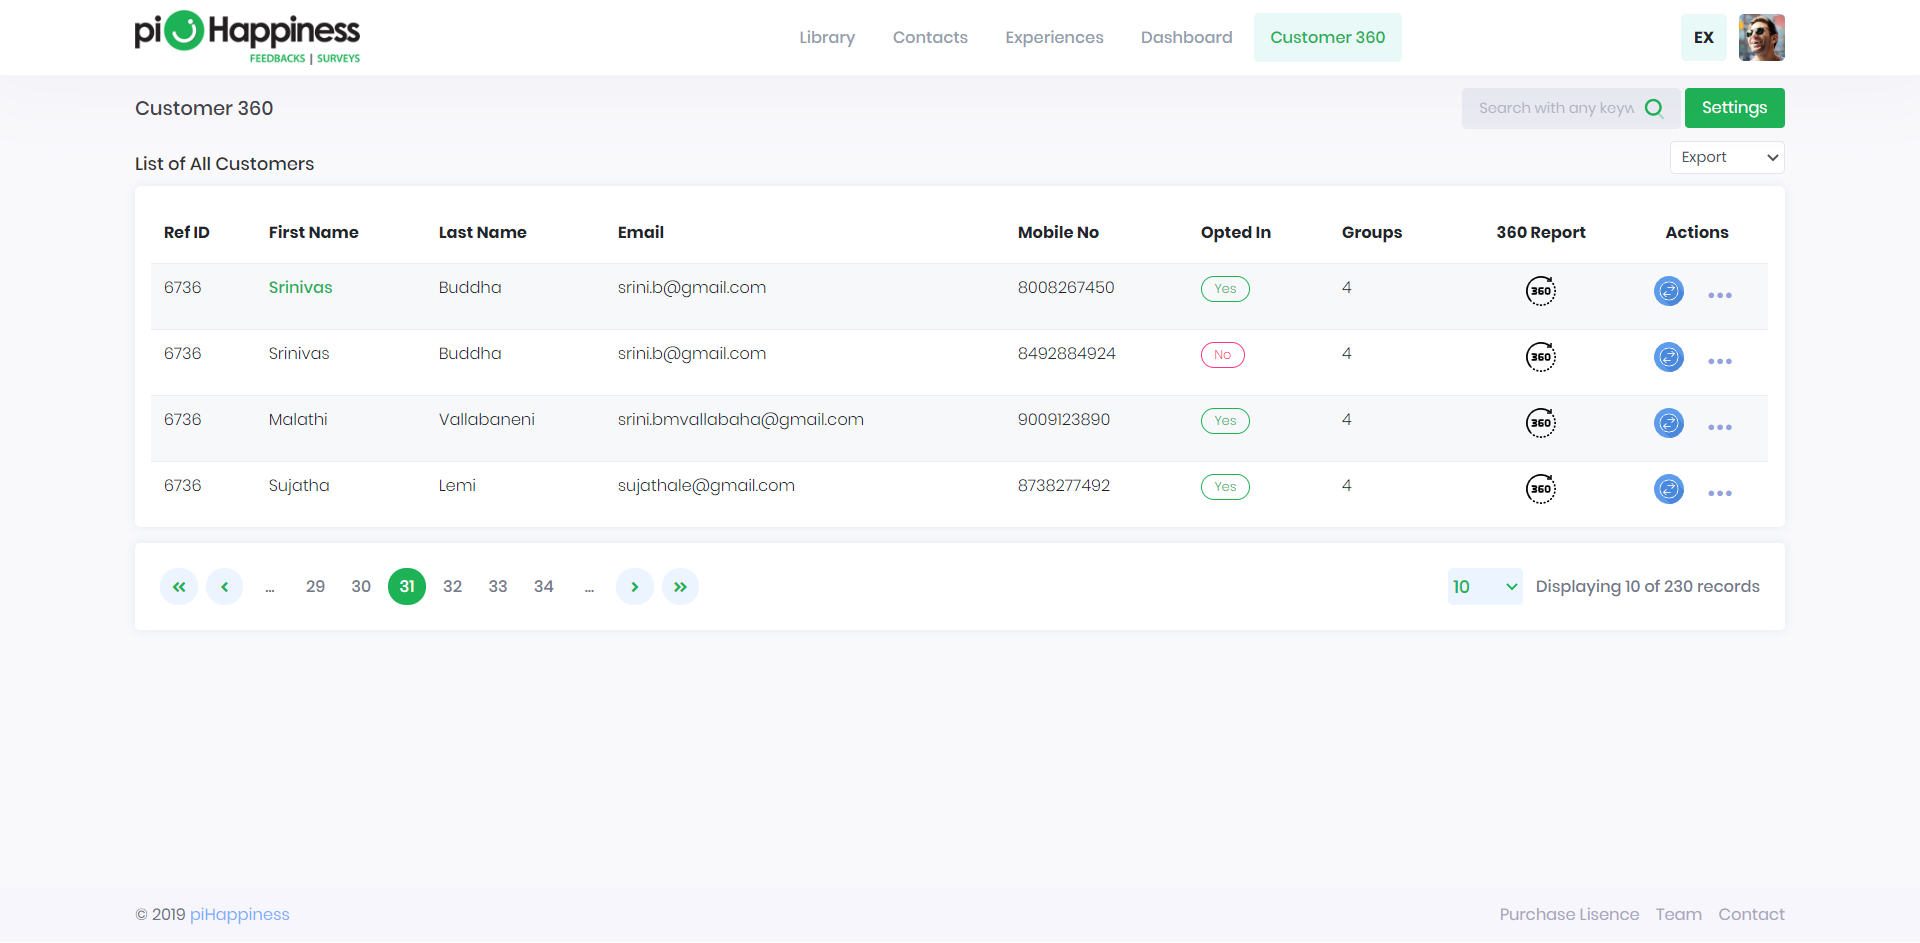 pi Happiness
FEEDBACKS | SURVEYS
Library Contacts Experiences Dashboard Customer 360 EX
Customer 360 Search with any keyw Settings
List of All Customers Export
Ref ID First Name Last Name Email Mobile No Opted In Groups 360 Report Actions
6736 Srinivas Buddha srini.b@gmail.com 8008267450 Yes 4 360
6736 Srinivas Buddha srini.b@gmail.com 8492884924 No 4 360
6736 Malathi Vallabaneni srini.bmvallabaha@gmail.com 9009123890 Yes 4 360
6736 Sujatha Lemi sujathale@gmail.com 8738277492 Yes 4 360
« ‹ ... 29 30 31 32 33 34 ... › » 10 Displaying 10 of 230 records
© 2019 piHappiness Purchase Lisence Team Contact